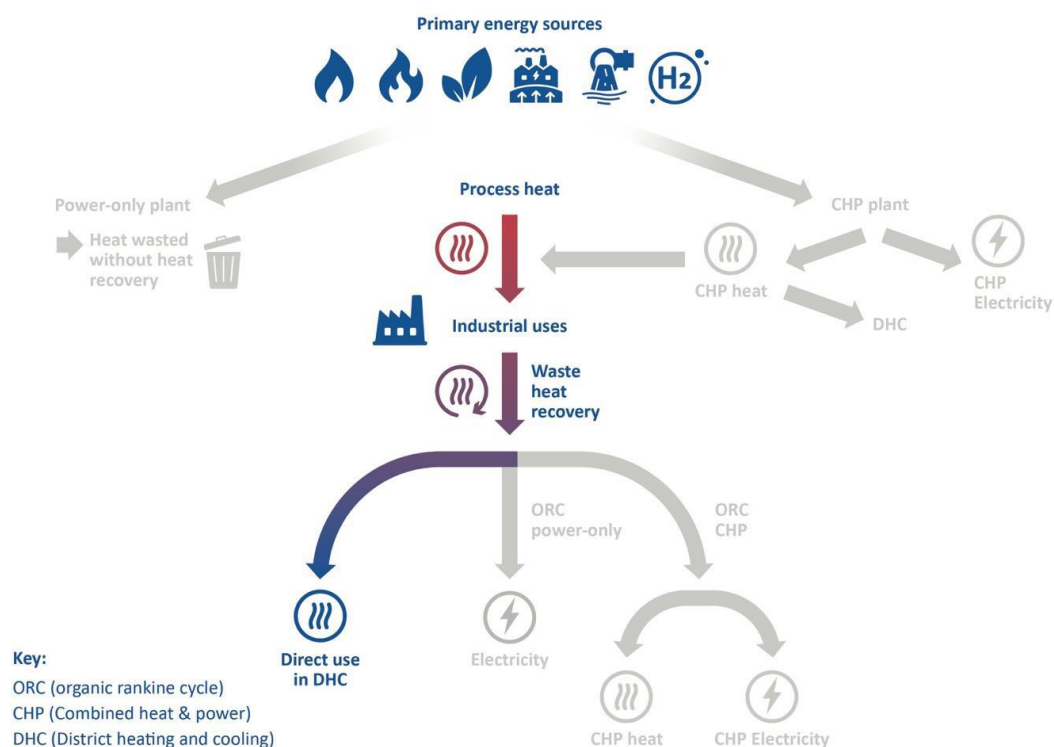 Primary energy sources
H2
Process heat
Power-only plant
Heat wasted
without heat
recovery
CHP plant
CHP heat
CHP
Electricity
DHC
Industrial uses
Waste
heat
recovery
ORC
power-only
ORC
CHP
Direct use
in DHC
Electricity
CHP heat
CHP Electricity
Key:
ORC (organic rankine cycle)
CHP (Combined heat & power)
DHC (District heating and cooling)